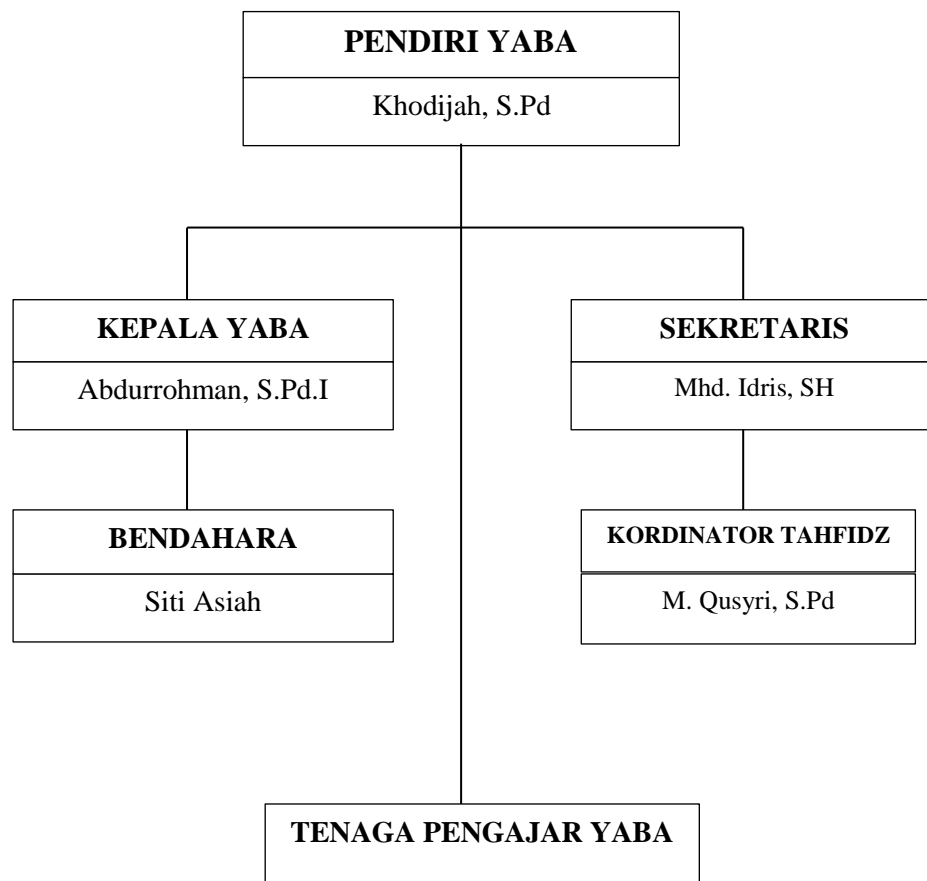 PENDIRI YABA
Khodijah, S.Pd
KEPALA YABA
Abdurrohman, S.Pd.I
SEKRETARIS
Mhd. Idris, SH
BENDAHARA
Siti Asiah
KORDINATOR TAHFIDZ
M. Qusyri, S.Pd
TENAGA PENGAJAR YABA